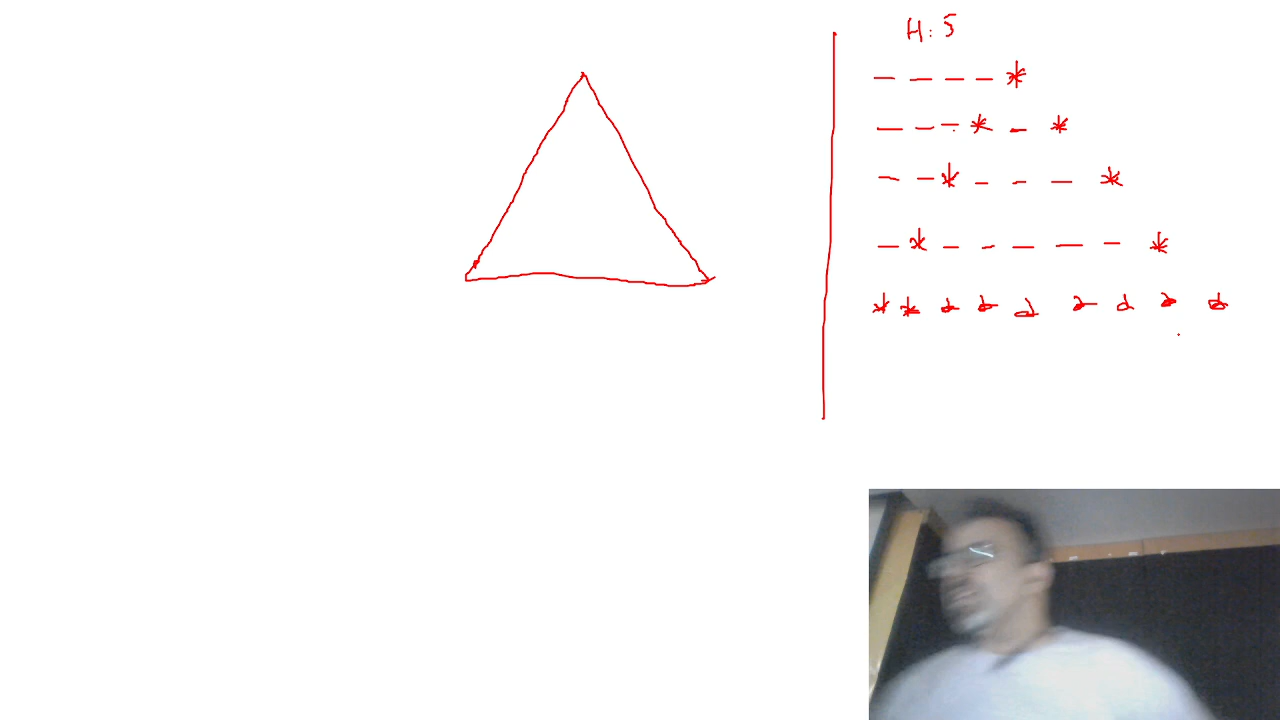 H: 5
- - - - *
- - - * - *
- - * - - - *
- * - - - - - *
* * * * * * * * *